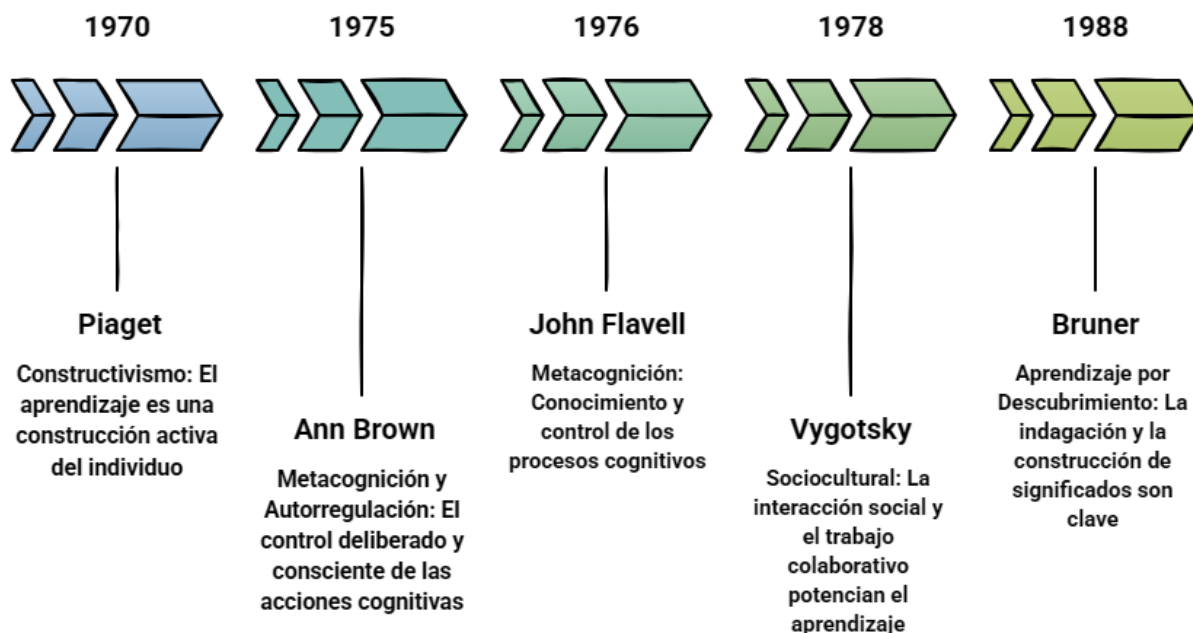 1970
1975
1976
1978
1988
Piaget
Constructivismo: El
aprendizaje es una
construcción activa
del individuo
Ann Brown
Metacognición y
Autorregulación: El
control deliberado y
consciente de las
acciones cognitivas
John Flavell
Metacognición:
Conocimiento y
control de los
procesos cognitivos
Vygotsky
Sociocultural: La
interacción social y
el trabajo
colaborativo
potencian el
aprendizaje
Bruner
Aprendizaje por
Descubrimiento: La
indagación y la
construcción de
significados son
clave